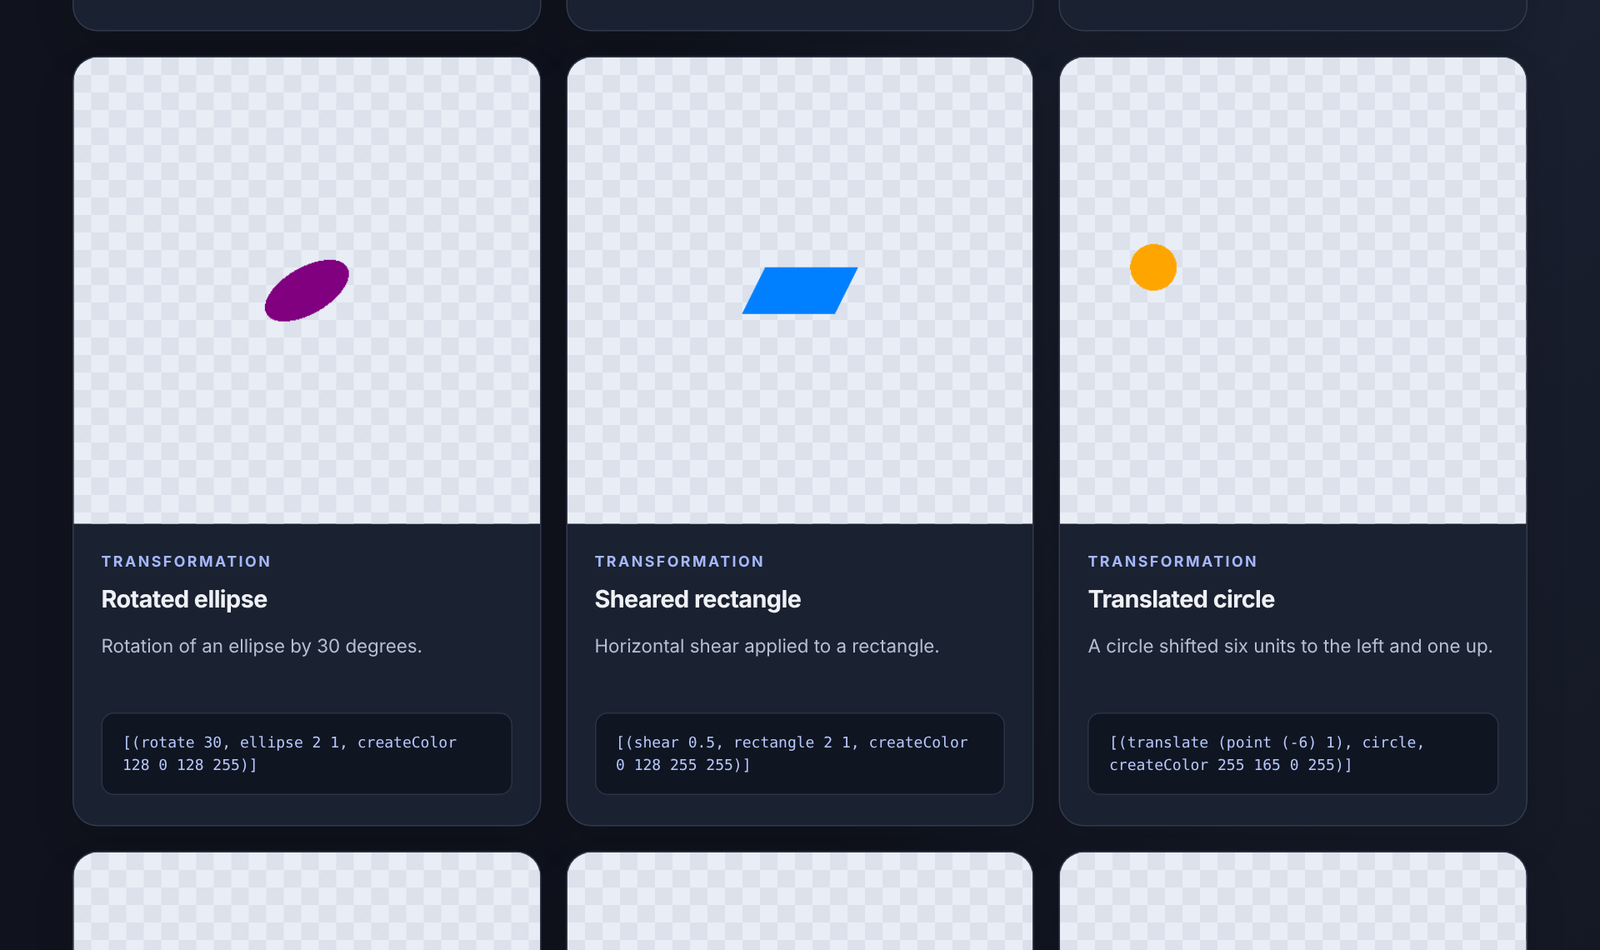 TRANSFORMATION
Rotated ellipse
Rotation of an ellipse by 30 degrees.
[(rotate 30, ellipse 2 1, createColor
128 0 128 255)]
TRANSFORMATION
Sheared rectangle
Horizontal shear applied to a rectangle.
[(shear 0.5, rectangle 2 1, createColor
0 128 255 255)]
TRANSFORMATION
Translated circle
A circle shifted six units to the left and one up.
[(translate (point (-6) 1), circle,
createColor 255 165 0 255)]